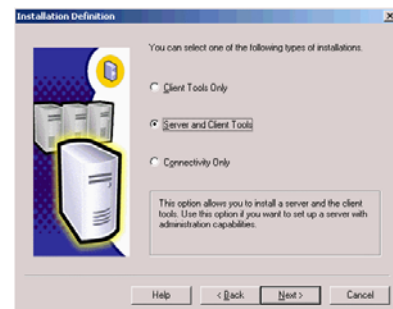 Installation Definition
You can select one of the following types of installations.
Client Tools Only
Server and Client Tools
Connectivity Only
This option allows you to install a server and the client
tools. Use this option if you want to set up a server with
administration capabilities.
Help
< Back
Next >
Cancel